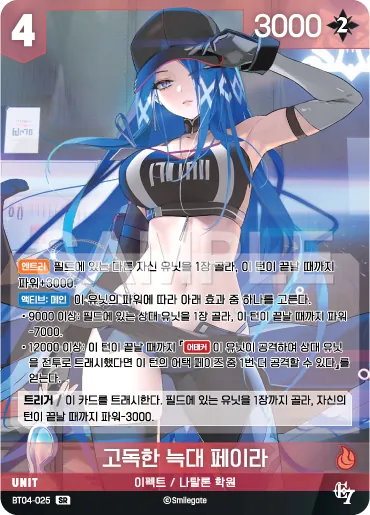 4
3000 2
SAMPLE
엔트리 필드에 있는 다른 자신 유닛을 1장 골라, 이 턴이 끝날 때까지
파워+3000.
액티브: 메인 이 유닛의 파워에 따라 아래 효과 중 하나를 고른다.
• 9000 이상: 필드에 있는 상대 유닛을 1장 골라, 이 턴이 끝날 때까지 파워
-7000.
• 12000 이상: 이 턴이 끝날 때까지 「어태커 이 유닛이 공격하여 상대 유닛
을 전투로 트래시했다면 이 턴의 어택 페이즈 중 1번 더 공격할 수 있다.」를
얻는다.
트리거 / 이 카드를 트래시한다. 필드에 있는 유닛을 1장까지 골라, 자신의
턴이 끝날 때까지 파워-3000.
고독한 늑대 페이라
UNIT 이펙트 / 나탈론 학원
BT04-025 SR ©Smilegate